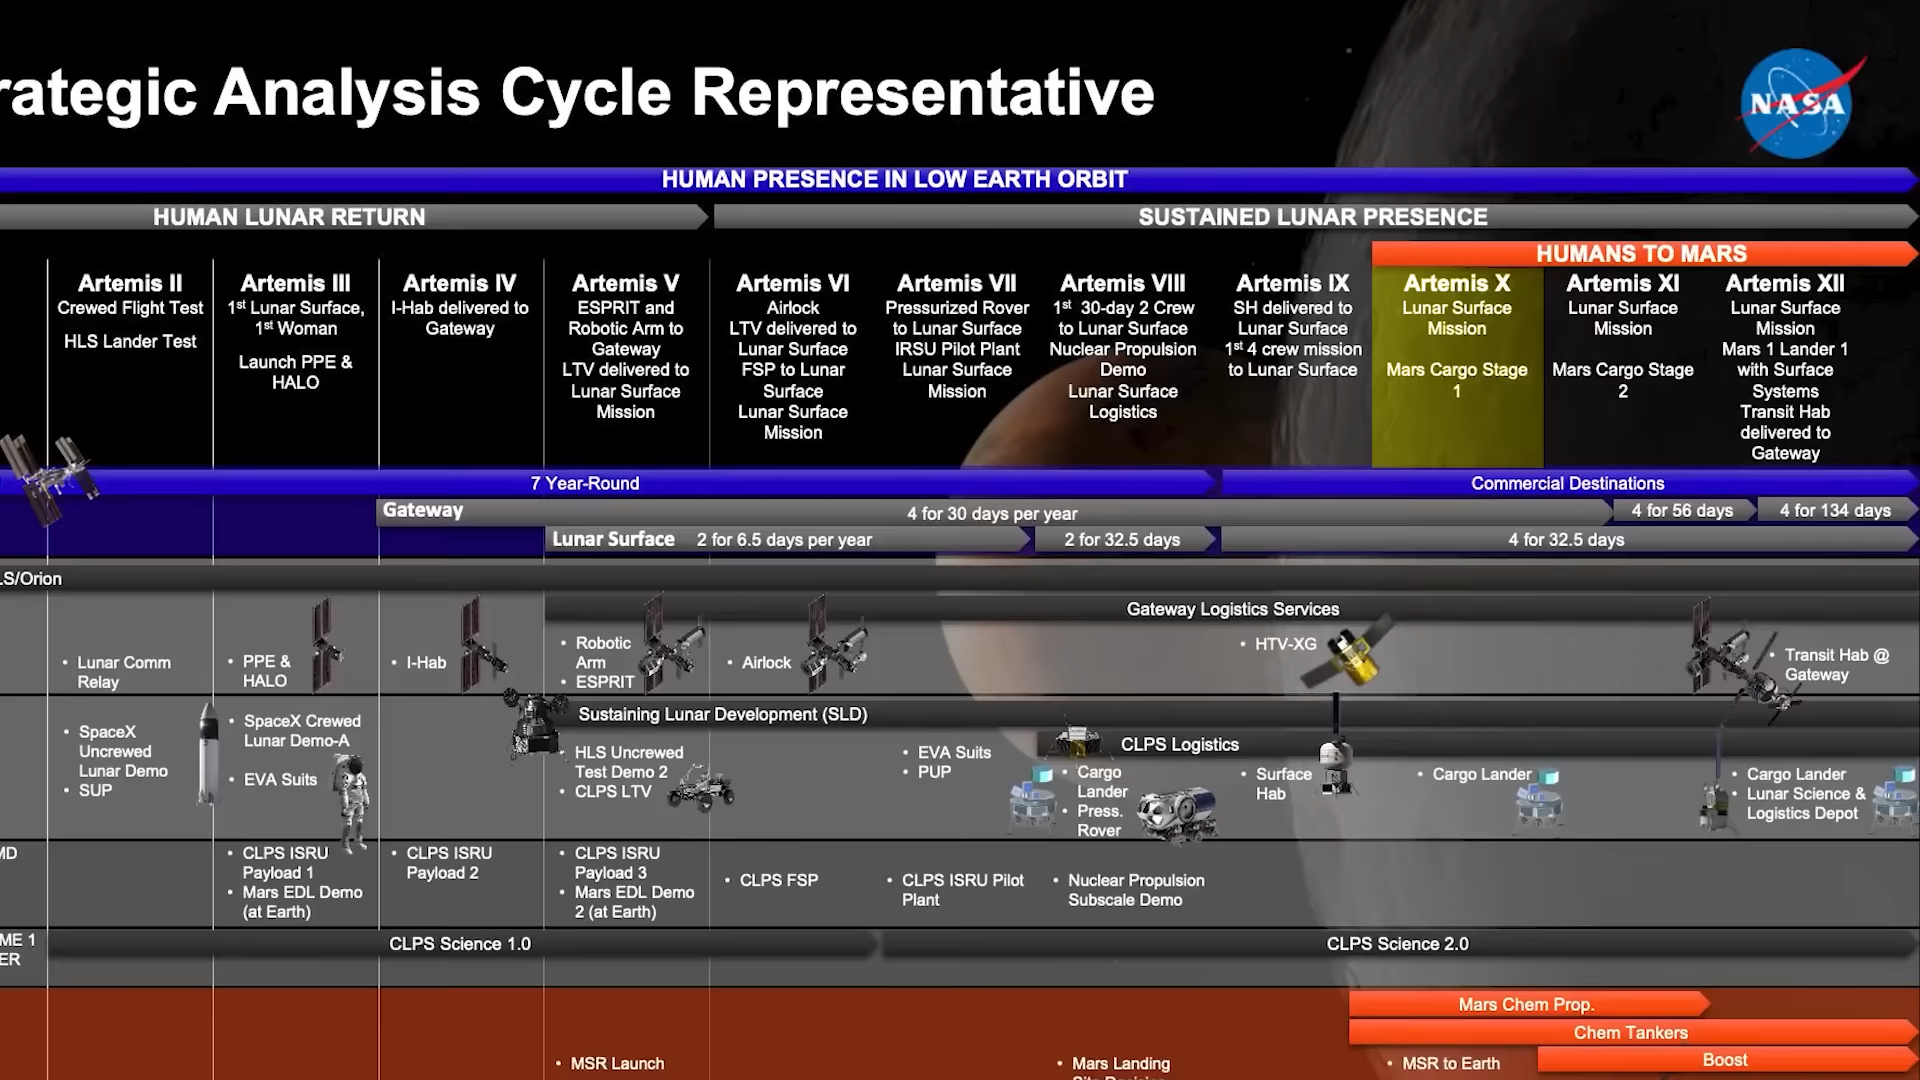 rategic Analysis Cycle Representative
NASA
HUMAN PRESENCE IN LOW EARTH ORBIT
HUMAN LUNAR RETURN
SUSTAINED LUNAR PRESENCE
HUMANS TO MARS
Artemis II
Crewed Flight Test
HLS Lander Test
Artemis III
1st Lunar Surface,
1st Woman
Launch PPE &
HALO
Artemis IV
I-Hab delivered to
Gateway
Artemis V
ESPRIT and
Robotic Arm to
Gateway
LTV delivered to
Lunar Surface
Mission
Artemis VI
Airlock
LTV delivered to
Lunar Surface
FSP to Lunar
Surface
Lunar Surface
Mission
Artemis VII
Pressurized Rover
to Lunar Surface
IRSU Pilot Plant
Lunar Surface
Mission
Artemis VIII
1st 30-day 2 Crew
to Lunar Surface
Nuclear Propulsion
Demo
Lunar Surface
Logistics
Artemis IX
SH delivered to
Lunar Surface
1st 4 crew mission
to Lunar Surface
Artemis X
Lunar Surface
Mission
Mars Cargo Stage
1
Artemis XI
Lunar Surface
Mission
Mars Cargo Stage
2
Artemis XII
Lunar Surface
Mission
Mars 1 Lander 1
with Surface
Systems
Transit Hab
delivered to
Gateway
7 Year-Round
Commercial Destinations
Gateway
4 for 30 days per year
4 for 56 days
4 for 134 days
Lunar Surface
2 for 6.5 days per year
2 for 32.5 days
4 for 32.5 days
LS/Orion
Gateway Logistics Services
• Lunar Comm
Relay
• PPE &
HALO
• I-Hab
• Robotic
Arm
• ESPRIT
• Airlock
• HTV-XG
• Transit Hab @
Gateway
Sustaining Lunar Development (SLD)
CLPS Logistics
• SpaceX
Uncrewed
Lunar Demo
• SUP
• SpaceX Crewed
Lunar Demo-A
• EVA Suits
• HLS Uncrewed
Test Demo 2
• CLPS LTV
• EVA Suits
• PUP
• Cargo
Lander
• Press.
Rover
• Surface
Hab
• Cargo Lander
• Cargo Lander
• Lunar Science &
Logistics Depot
MD
• CLPS ISRU
Payload 1
• Mars EDL Demo
(at Earth)
• CLPS ISRU
Payload 2
• CLPS ISRU
Payload 3
• Mars EDL Demo
2 (at Earth)
• CLPS FSP
• CLPS ISRU Pilot
Plant
• Nuclear Propulsion
Subscale Demo
ME 1
ER
CLPS Science 1.0
CLPS Science 2.0
Mars Chem Prop.
Chem Tankers
Boost
• MSR Launch
• Mars Landing
• MSR to Earth